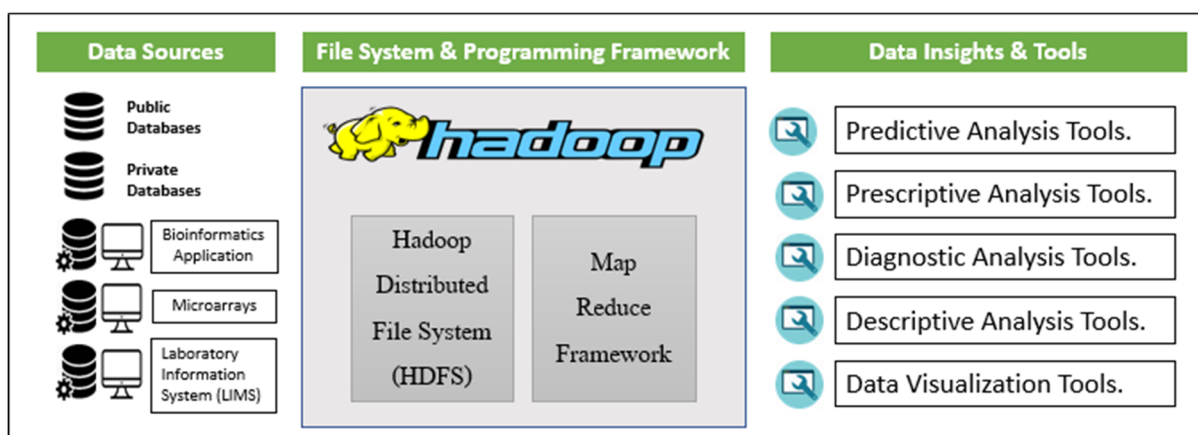 Data Sources
Public
Databases
Private
Databases
Bioinformatics
Application
Microarrays
Laboratory
Information
System (LIMS)
File System & Programming Framework
hadoop
Hadoop
Distributed
File System
(HDFS)
Map
Reduce
Framework
Data Insights & Tools
Predictive Analysis Tools.
Prescriptive Analysis Tools.
Diagnostic Analysis Tools.
Descriptive Analysis Tools.
Data Visualization Tools.